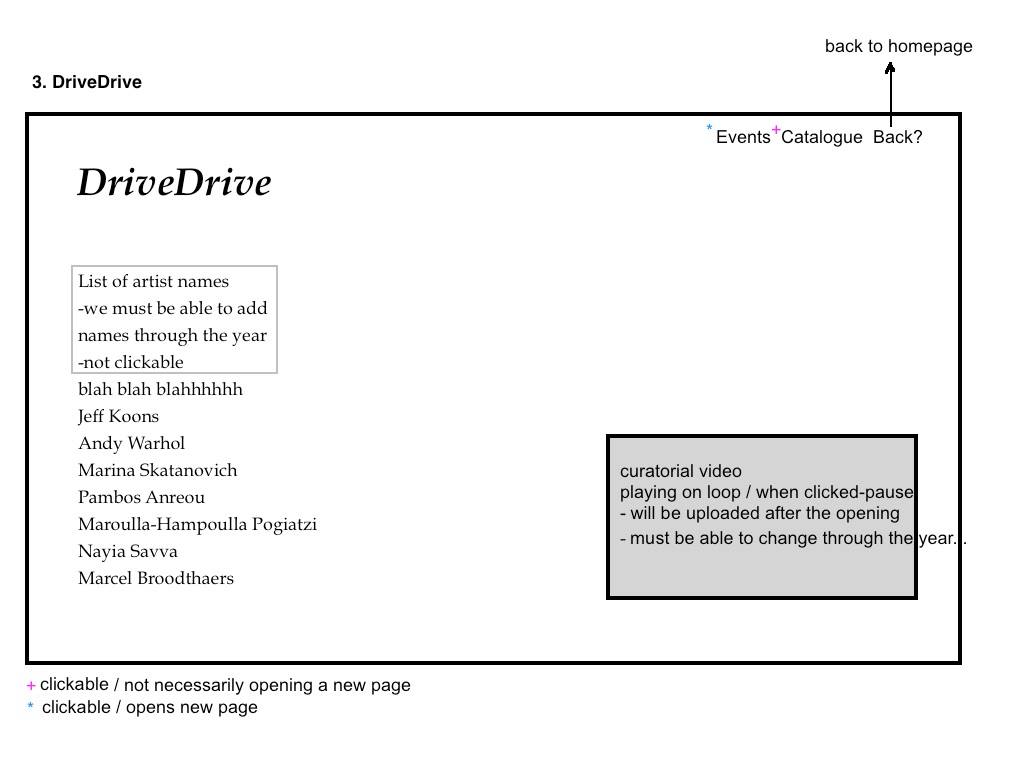 back to homepage
3. DriveDrive
* Events + Catalogue Back?
DriveDrive
List of artist names
-we must be able to add
names through the year
-not clickable
blah blah blahhhhhh
Jeff Koons
Andy Warhol
Marina Skatanovich
Pambos Anreou
Maroulla-Hampoulla Pogiatzi
Nayia Savva
Marcel Broodthaers
curatorial video
playing on loop / when clicked-pause
- will be uploaded after the opening
- must be able to change through the year...
+ clickable / not necessarily opening a new page
* clickable / opens new page